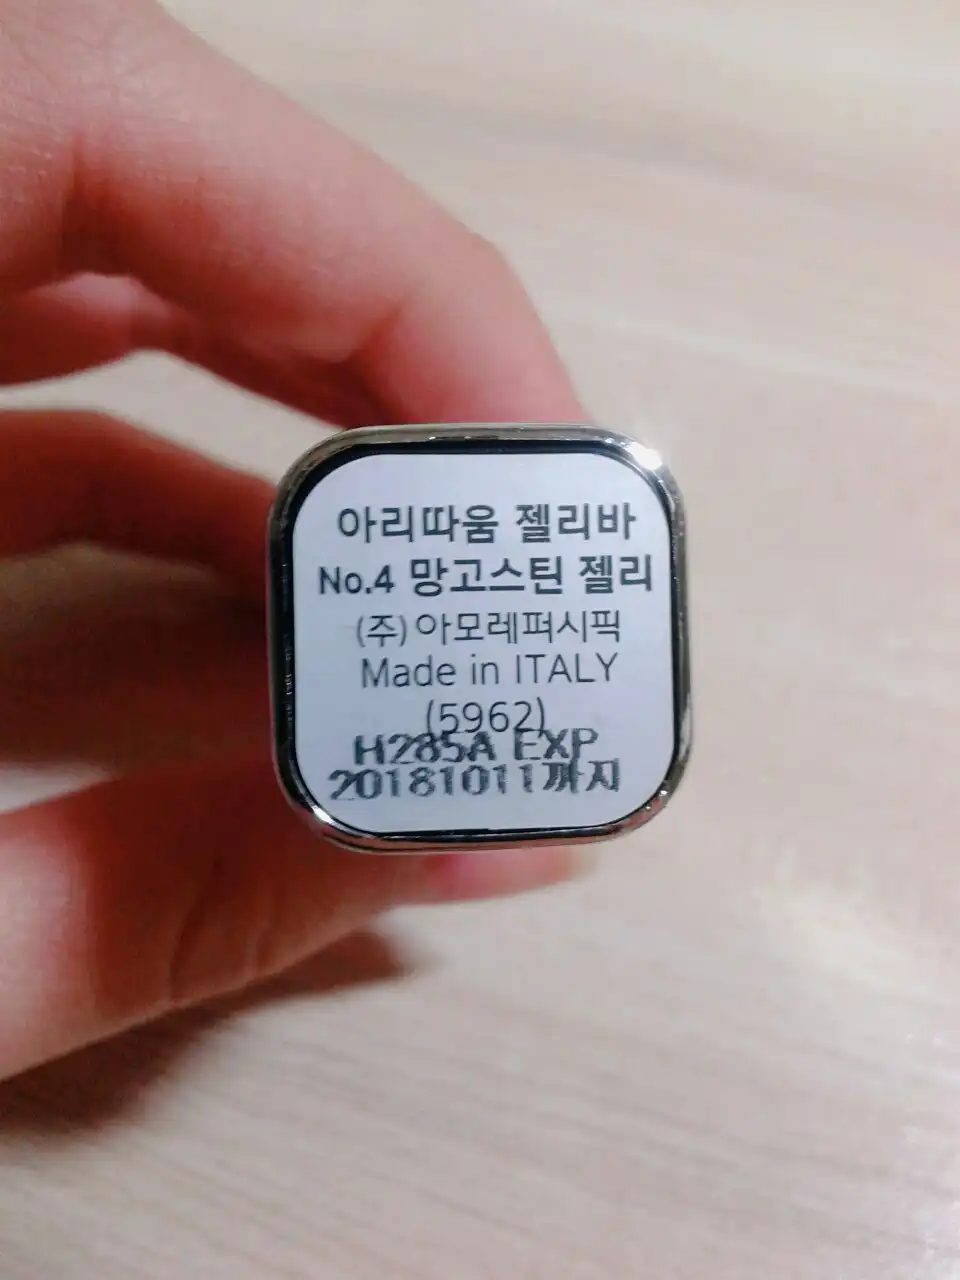 아리따움 젤리바
No.4 망고스틴 젤리
(주)아모레퍼시픽
Made in ITALY
(5962)
H285A EXP
20181011까지